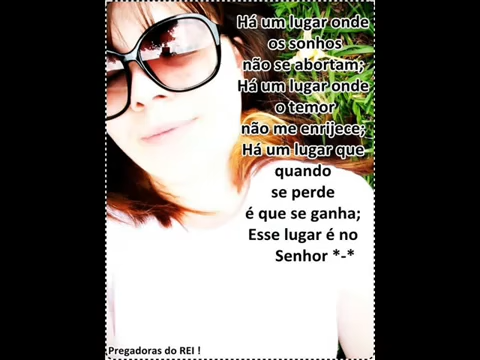 Há um lugar onde
os sonhos
não se abortam;
Há um lugar onde
o temor
não me enrijece;
Há um lugar que
quando
se perde
é que se ganha;
Esse lugar é no
Senhor *-*
Pregadoras do REI !